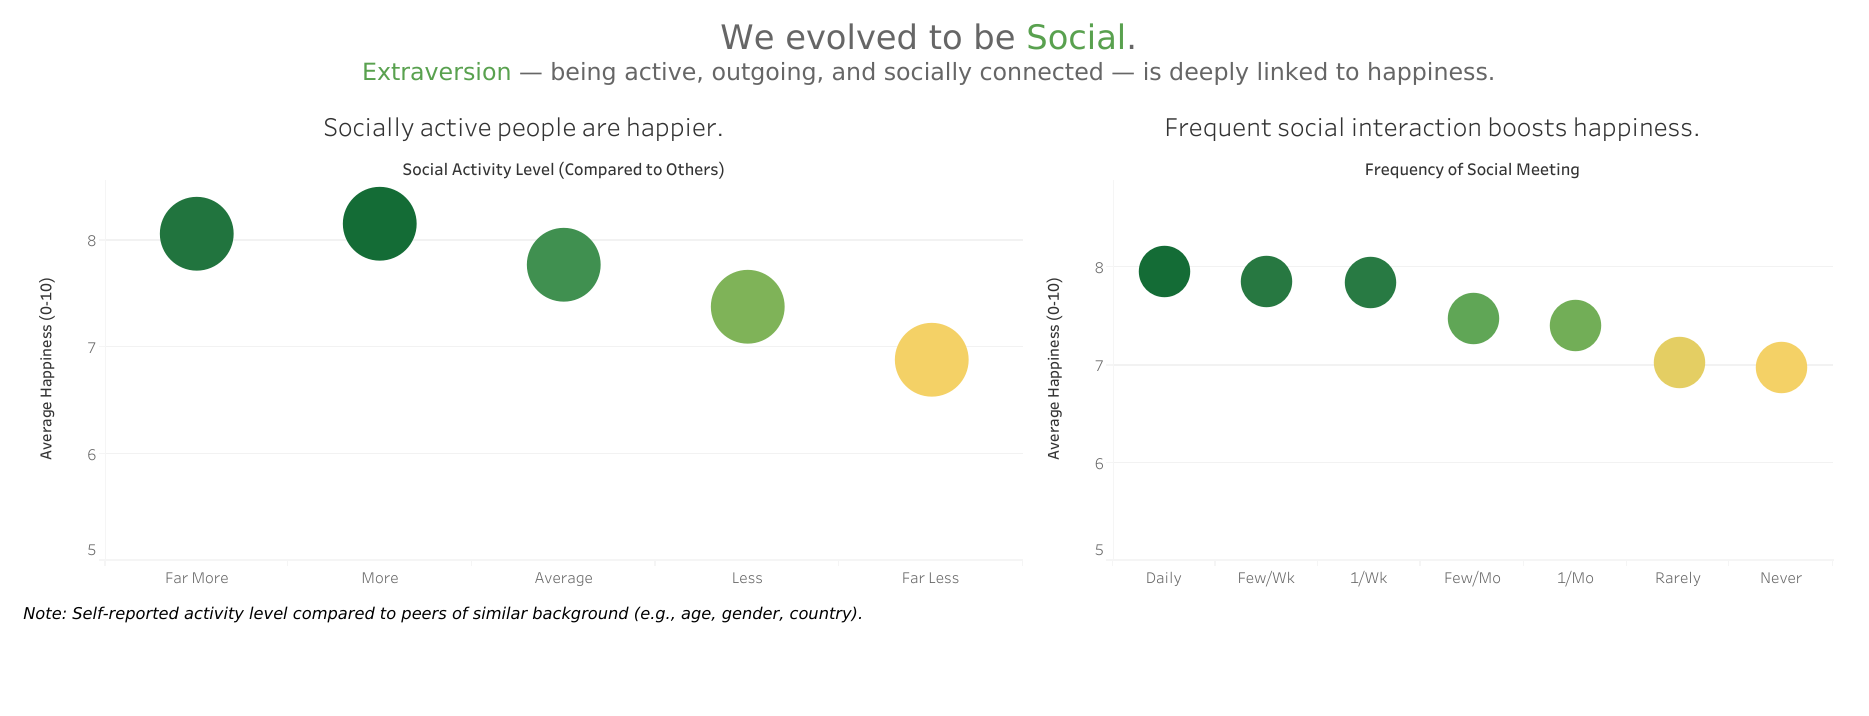 We evolved to be Social.
Extraversion — being active, outgoing, and socially connected — is deeply linked to happiness.
Socially active people are happier.
Social Activity Level (Compared to Others)
Average Happiness (0-10)
8
7
6
5
Far More
More
Average
Less
Far Less
Note: Self-reported activity level compared to peers of similar background (e.g., age, gender, country).
Frequent social interaction boosts happiness.
Frequency of Social Meeting
Average Happiness (0-10)
8
7
6
5
Daily
Few/Wk
1/Wk
Few/Mo
1/Mo
Rarely
Never